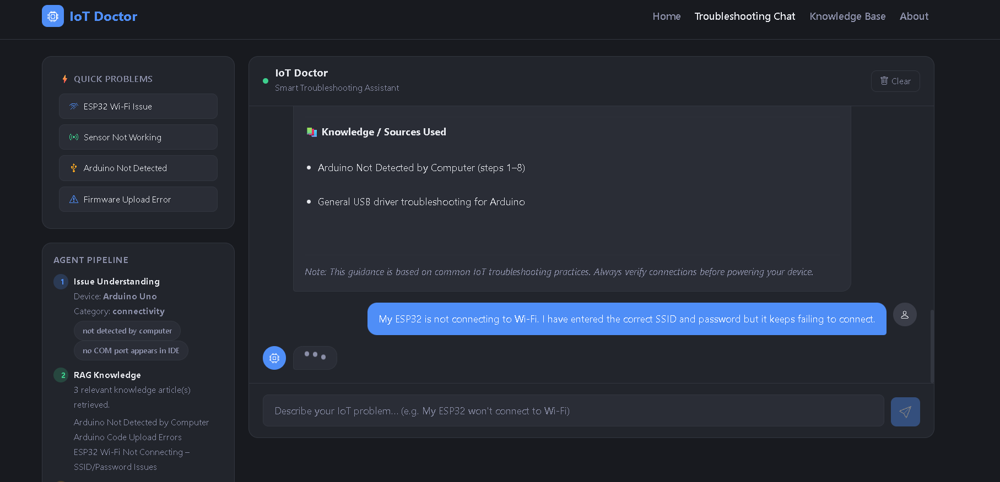 IoT Doctor
Home Troubleshooting Chat Knowledge Base About
QUICK PROBLEMS
ESP32 Wi-Fi Issue
Sensor Not Working
Arduino Not Detected
Firmware Upload Error
AGENT PIPELINE
1 Issue Understanding
Device: Arduino Uno
Category: connectivity
not detected by computer
no COM port appears in IDE
2 RAG Knowledge
3 relevant knowledge article(s)
retrieved.
Arduino Not Detected by Computer
Arduino Code Upload Errors
ESP32 Wi-Fi Not Connecting –
SSID/Password Issues
IoT Doctor
Smart Troubleshooting Assistant
Clear
Knowledge / Sources Used
• Arduino Not Detected by Computer (steps 1–8)
• General USB driver troubleshooting for Arduino
Note: This guidance is based on common IoT troubleshooting practices. Always verify connections before powering your device.
My ESP32 is not connecting to Wi-Fi. I have entered the correct SSID and password but it keeps failing to connect.
Describe your IoT problem... (e.g. My ESP32 won't connect to Wi-Fi)